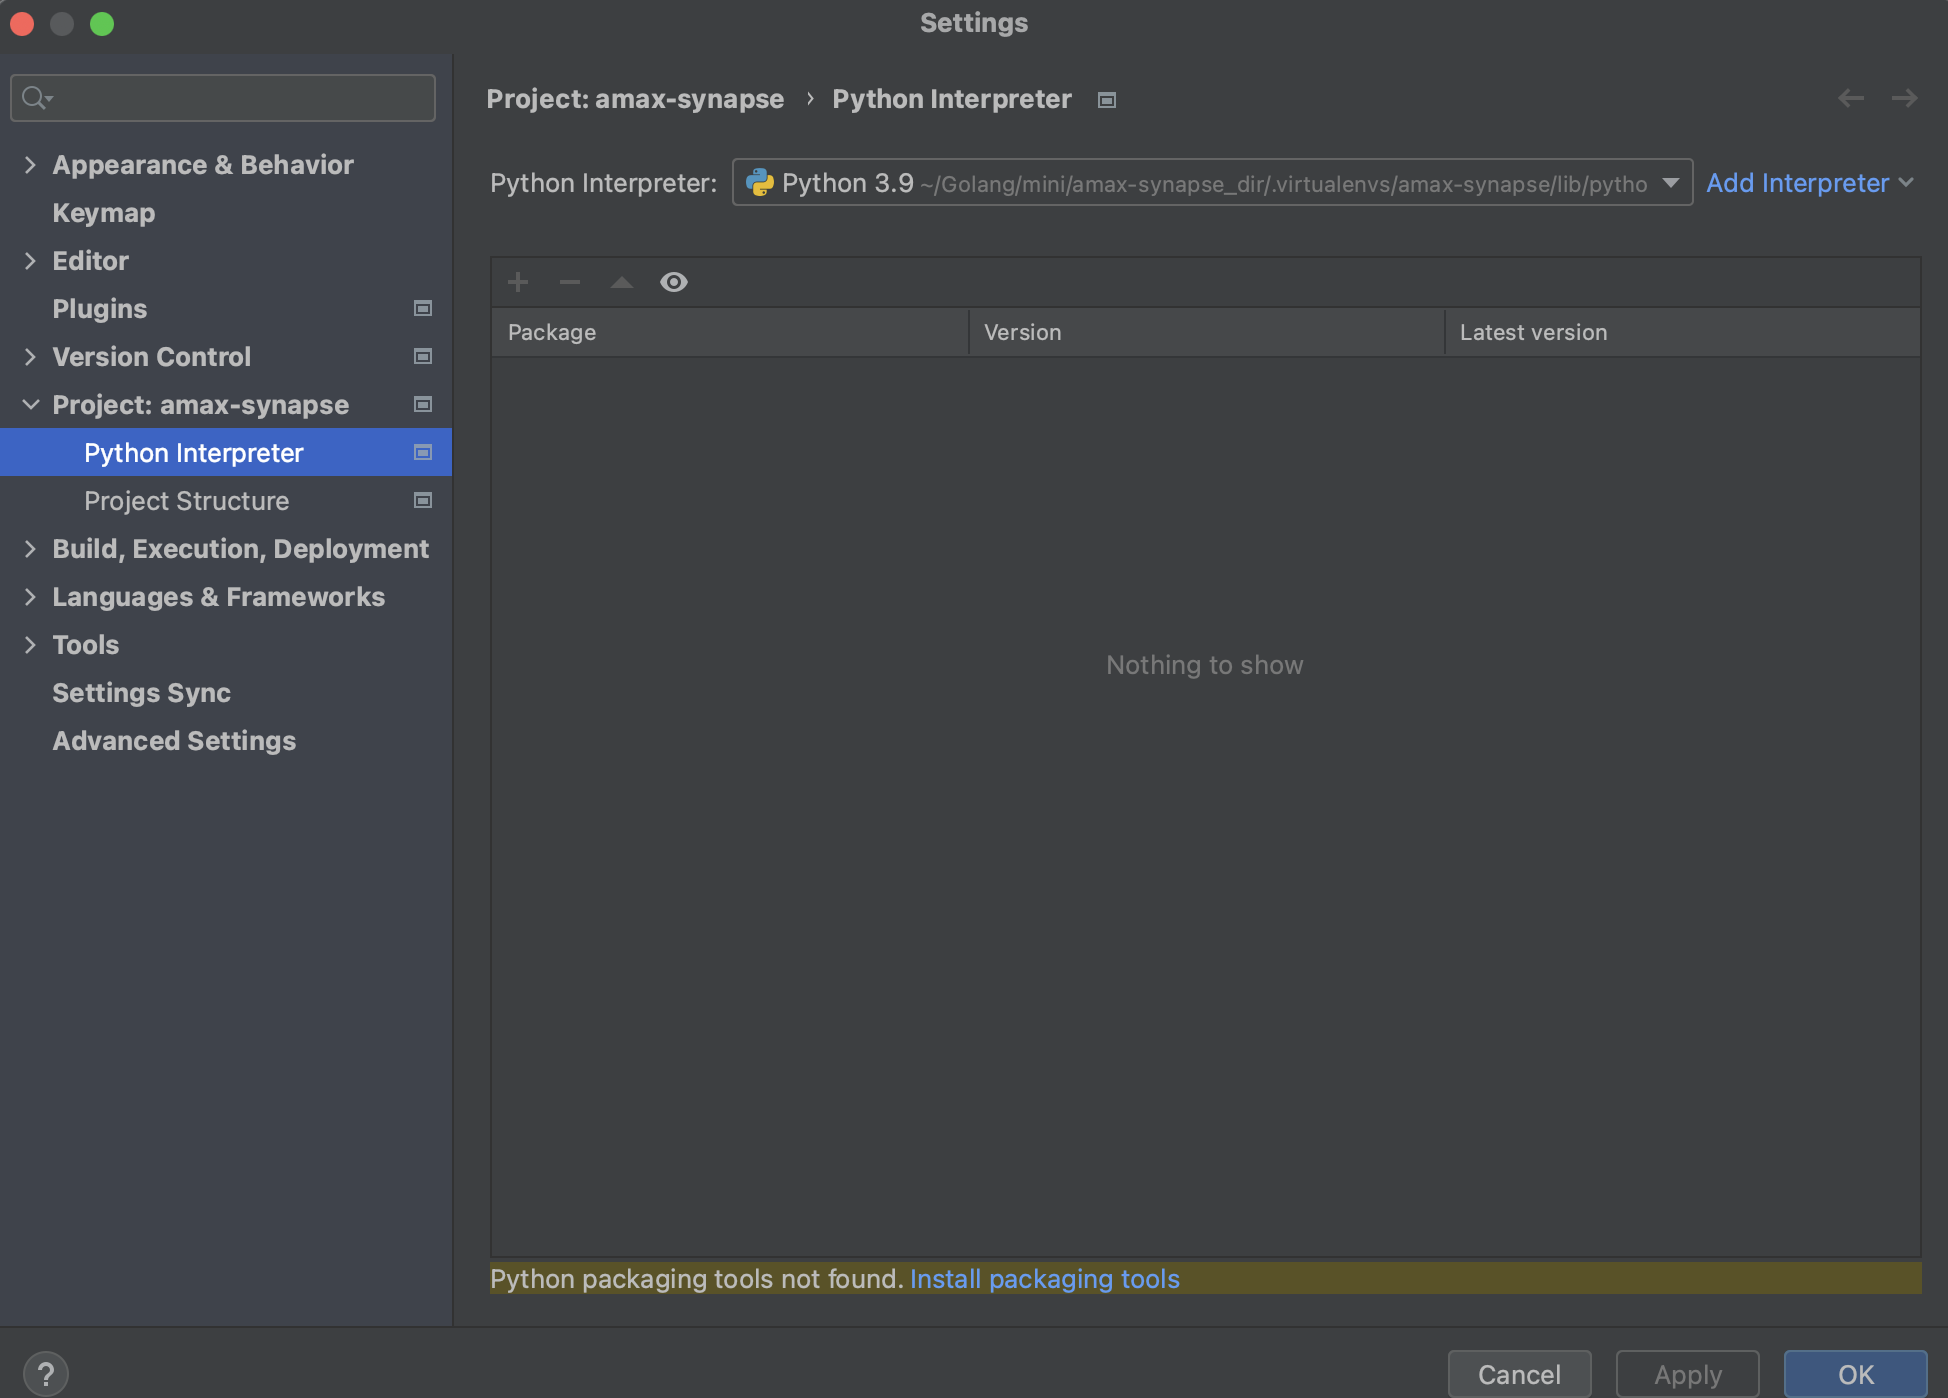 Settings
Appearance & Behavior
Keymap
Editor
Plugins
Version Control
Project: amax-synapse
Python Interpreter
Project Structure
Build, Execution, Deployment
Languages & Frameworks
Tools
Settings Sync
Advanced Settings
Project: amax-synapse › Python Interpreter
Python Interpreter: Python 3.9 ~/Golang/mini/amax-synapse_dir/.virtualenvs/amax-synapse/lib/pytho Add Interpreter
Package Version Latest version
Nothing to show
Python packaging tools not found. Install packaging tools
? Cancel Apply OK